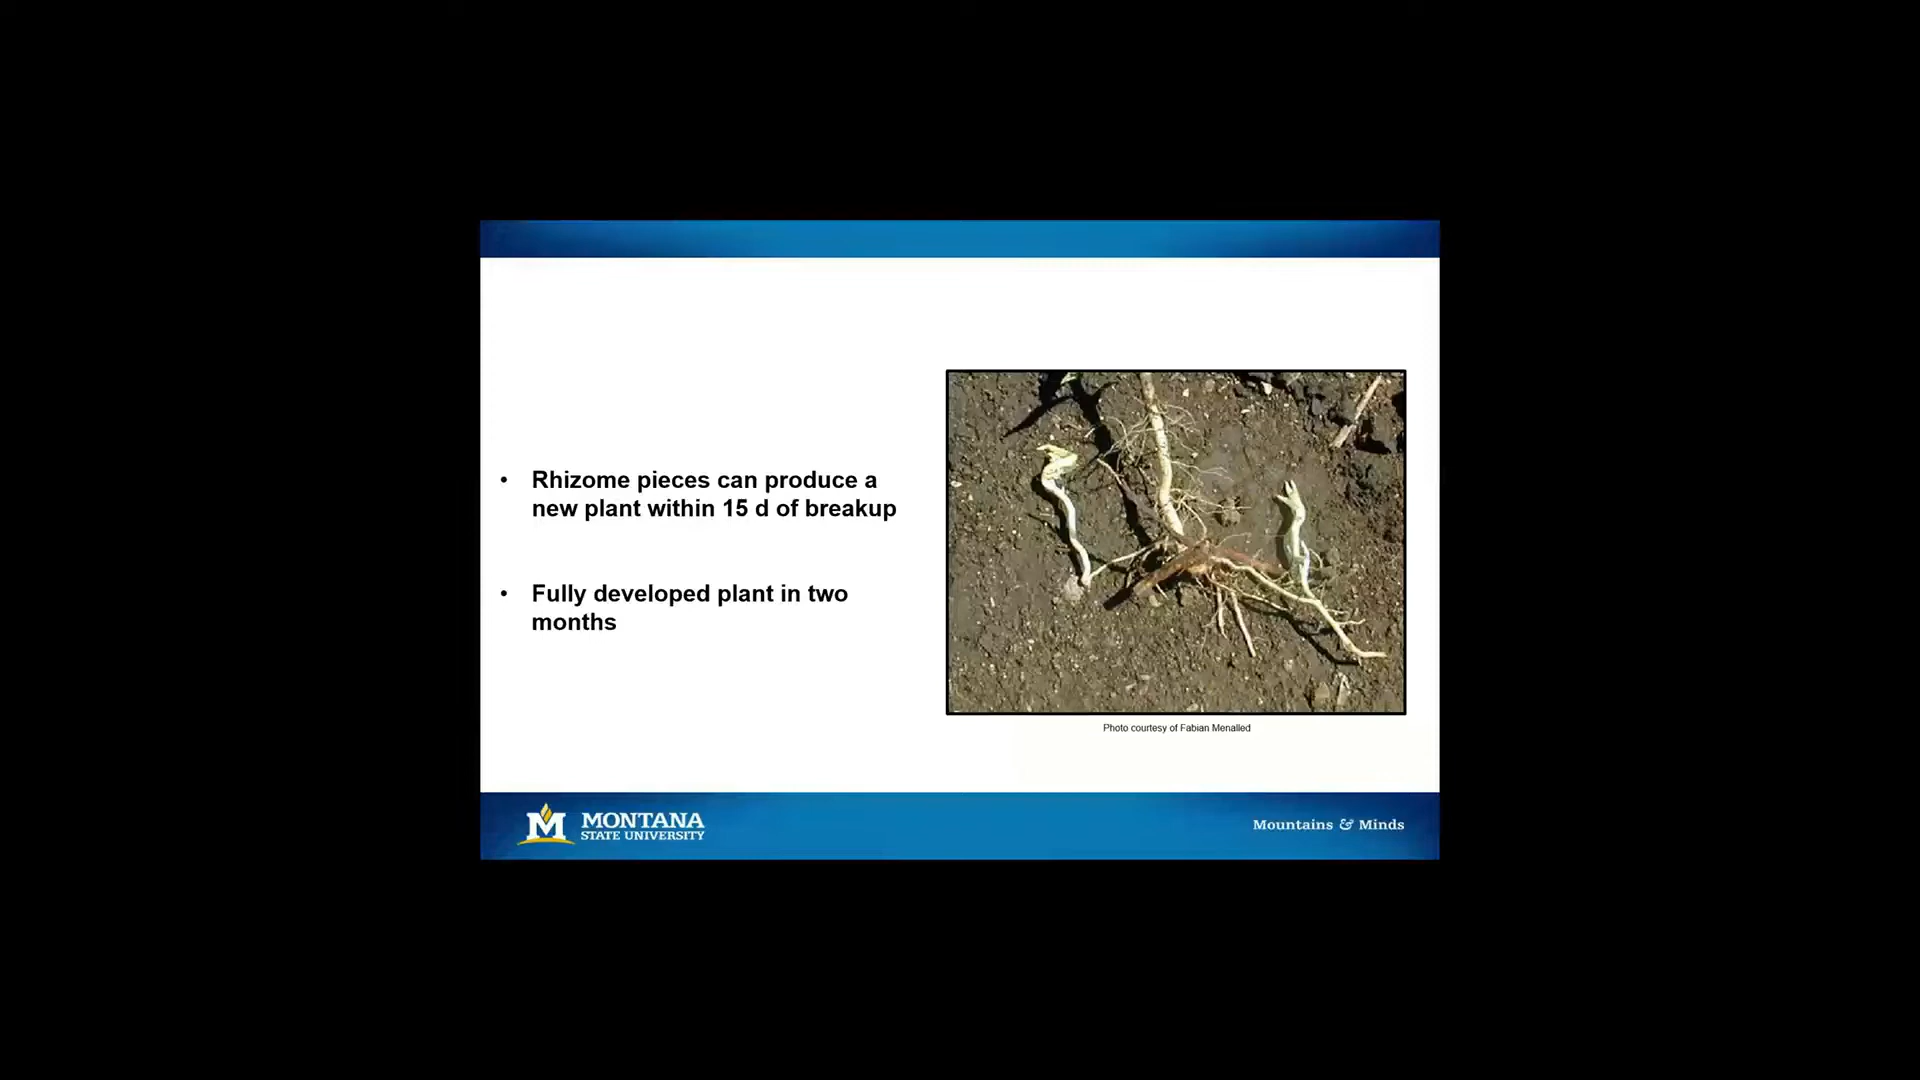 • Rhizome pieces can produce a
new plant within 15 d of breakup
• Fully developed plant in two
months
Photo courtesy of Fabian Menalled
M MONTANA
STATE UNIVERSITY
Mountains & Minds